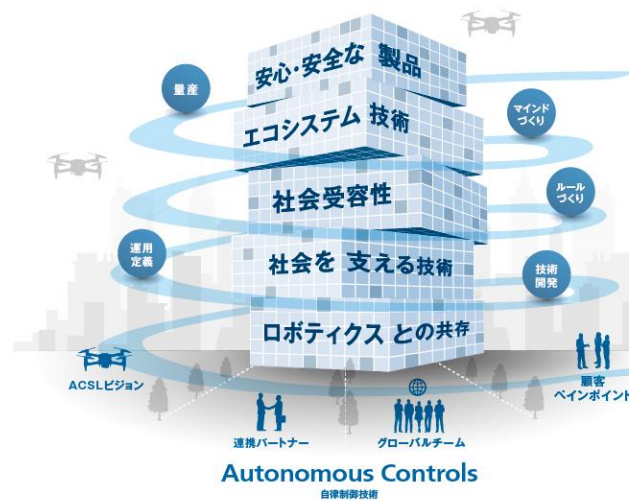 安心・安全な 製品
量産
エコシステム 技術
マインド
づくり
社会受容性
ルール
づくり
運用
定義
社会を 支える技術
技術
開発
ロボティクス との共存
ACSLビジョン
連携パートナー
グローバルチーム
顧客
ペインポイント
Autonomous Controls
自律制御技術